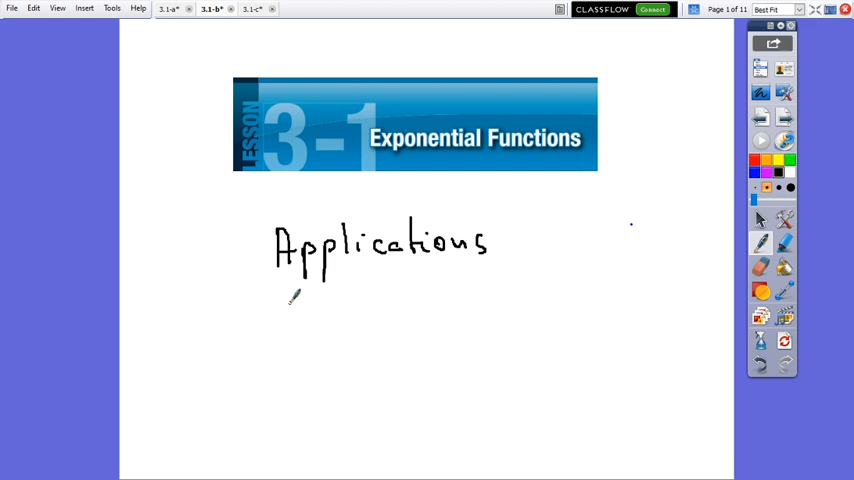 File Edit View Insert Tools Help 3.1-a* 3.1-b* 3.1-c* CLASSFLOW Connect Page 1 of 11 Best Fit
LESSON 3-1 Exponential Functions
Applications